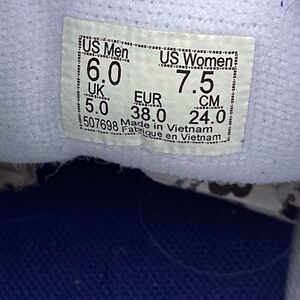 US Men US Women
6.0 7.5
UK EUR CM
5.0 38.0 24.0
507698 Made in Vietnam
Fabriqué en Vietnam